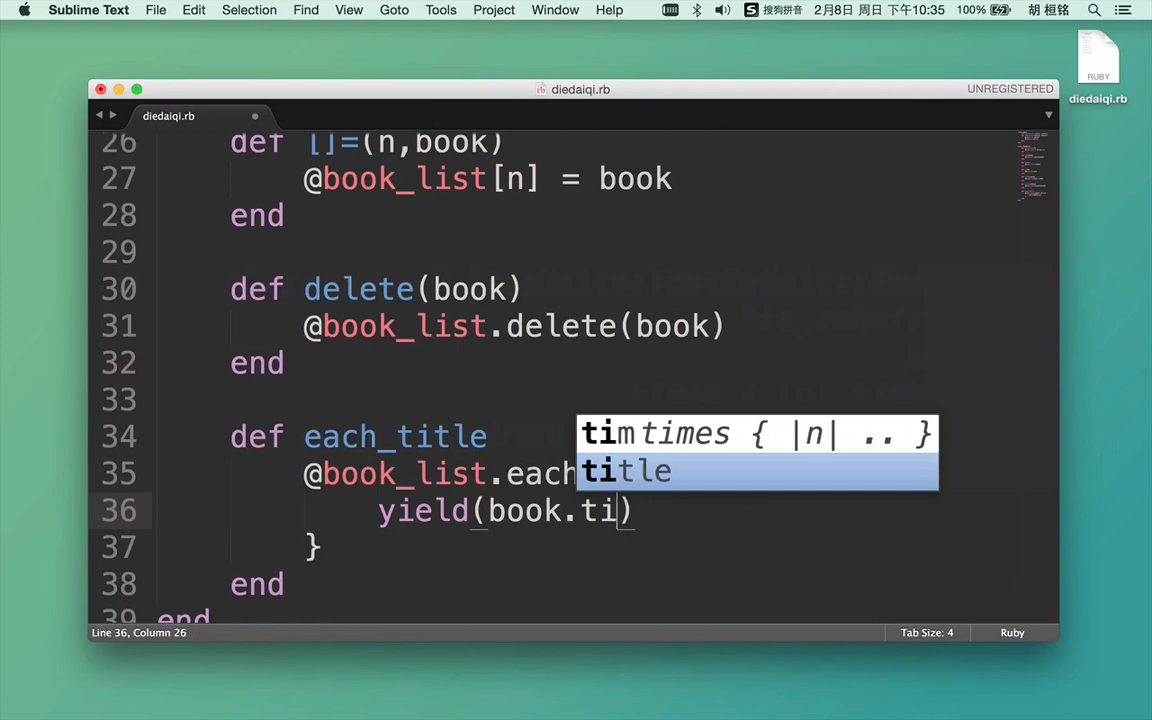 Sublime Text File Edit Selection Find View Goto Tools Project Window Help 搜狗拼音 2月8日 周日 下午10:35 100% 胡 桓铭
RUBY
diedaiqi.rb
diedaiqi.rb UNREGISTERED
diedaiqi.rb
26 def []=(n,book)
27 @book_list[n] = book
28 end
29
30 def delete(book)
31 @book_list.delete(book)
32 end
33
34 def each_title
35 @book_list.each
36 yield(book.ti)
37 }
38 end
39 end
timtimes { |n| .. }
title
Line 36, Column 26 Tab Size: 4 Ruby